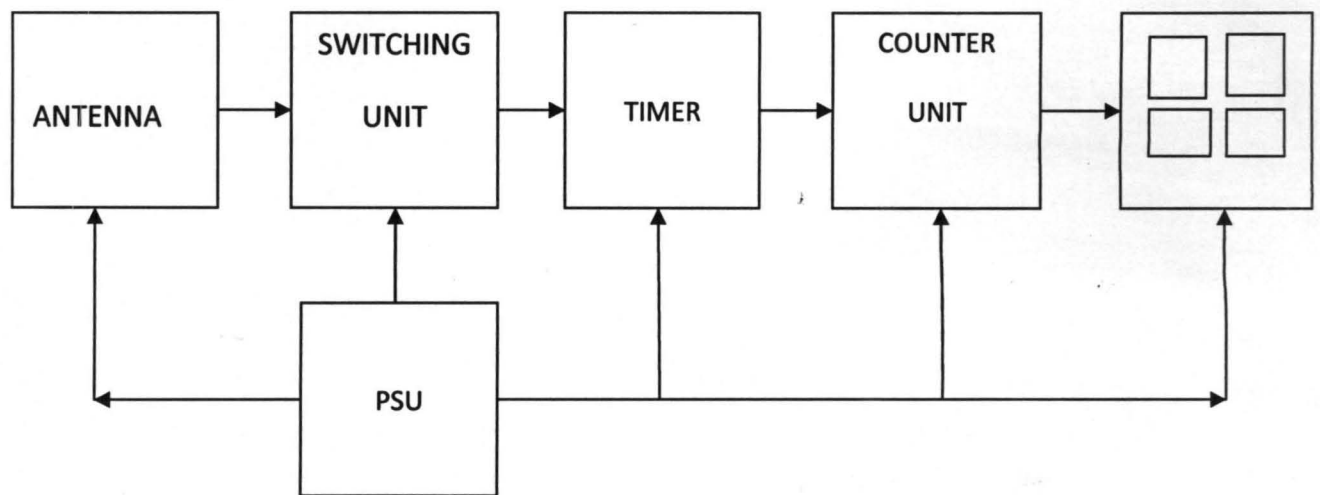 ANTENNA
SWITCHING
UNIT
TIMER
COUNTER
UNIT
PSU